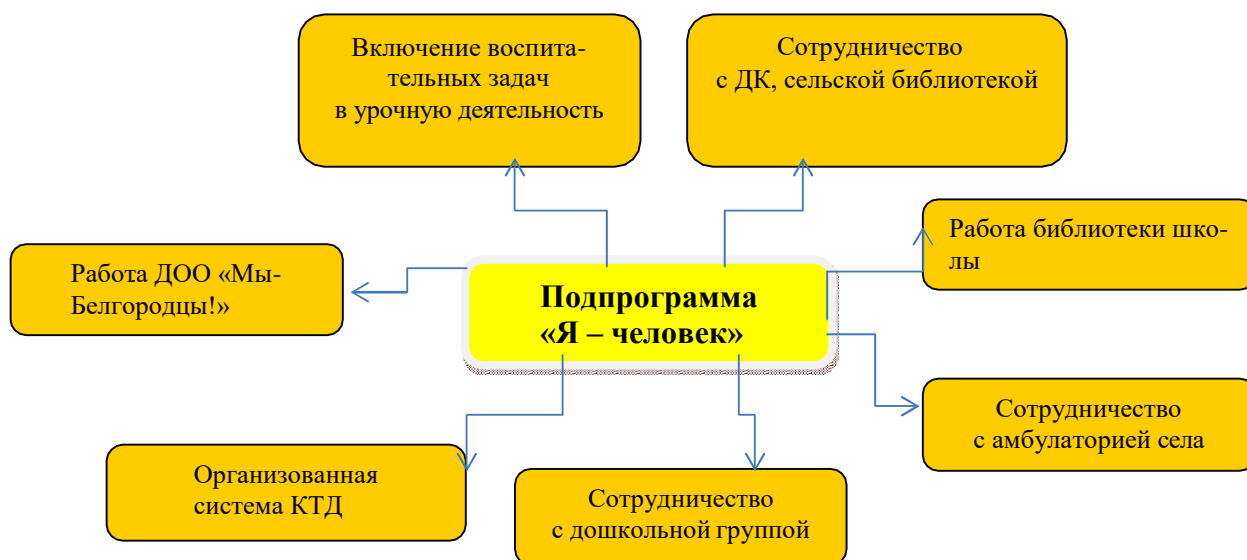 Включение воспита-
тельных задач
в урочную деятельность
Сотрудничество
с ДК, сельской библиотекой
Работа библиотеки шко-
лы
Работа ДОО «Мы-
Белгородцы!»
Подпрограмма
«Я – человек»
Сотрудничество
с амбулаторией села
Организованная
система КТД
Сотрудничество
с дошкольной группой